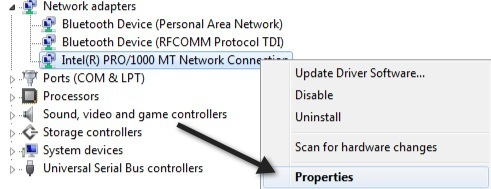 Network adapters
Bluetooth Device (Personal Area Network)
Bluetooth Device (RFCOMM Protocol TDI)
Intel(R) PRO/1000 MT Network Connection
Ports (COM & LPT)
Processors
Sound, video and game controllers
Storage controllers
System devices
Universal Serial Bus controllers
Update Driver Software...
Disable
Uninstall
Scan for hardware changes
Properties